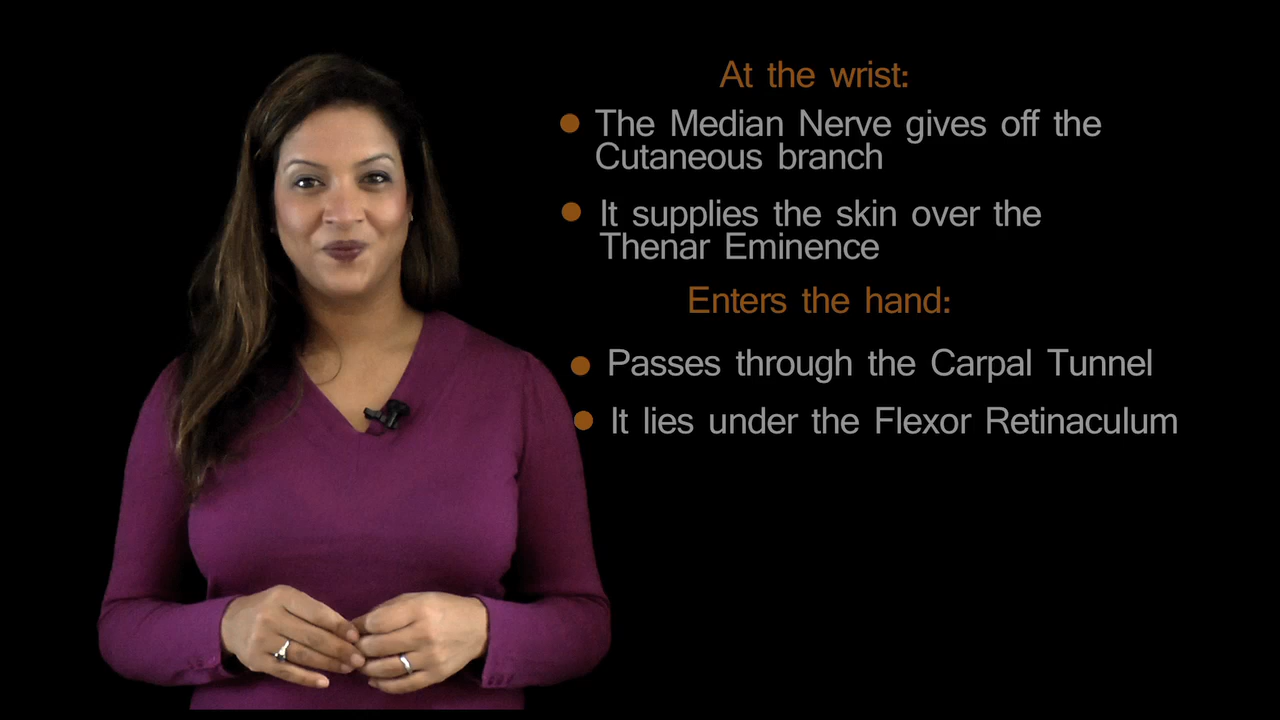 At the wrist:
The Median Nerve gives off the
Cutaneous branch
It supplies the skin over the
Thenar Eminence
Enters the hand:
Passes through the Carpal Tunnel
It lies under the Flexor Retinaculum